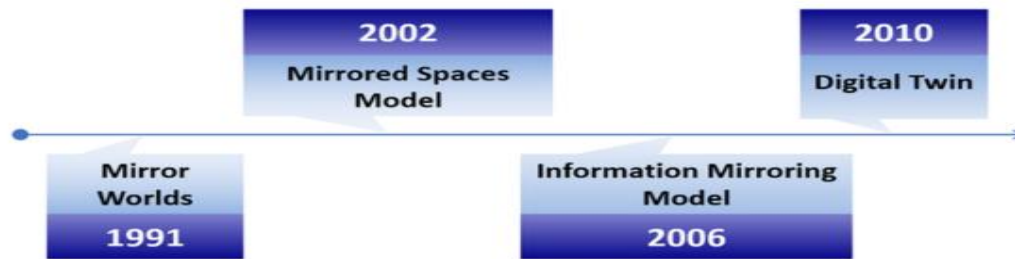 2002
Mirrored Spaces
Model
2010
Digital Twin
Mirror
Worlds
1991
Information Mirroring
Model
2006